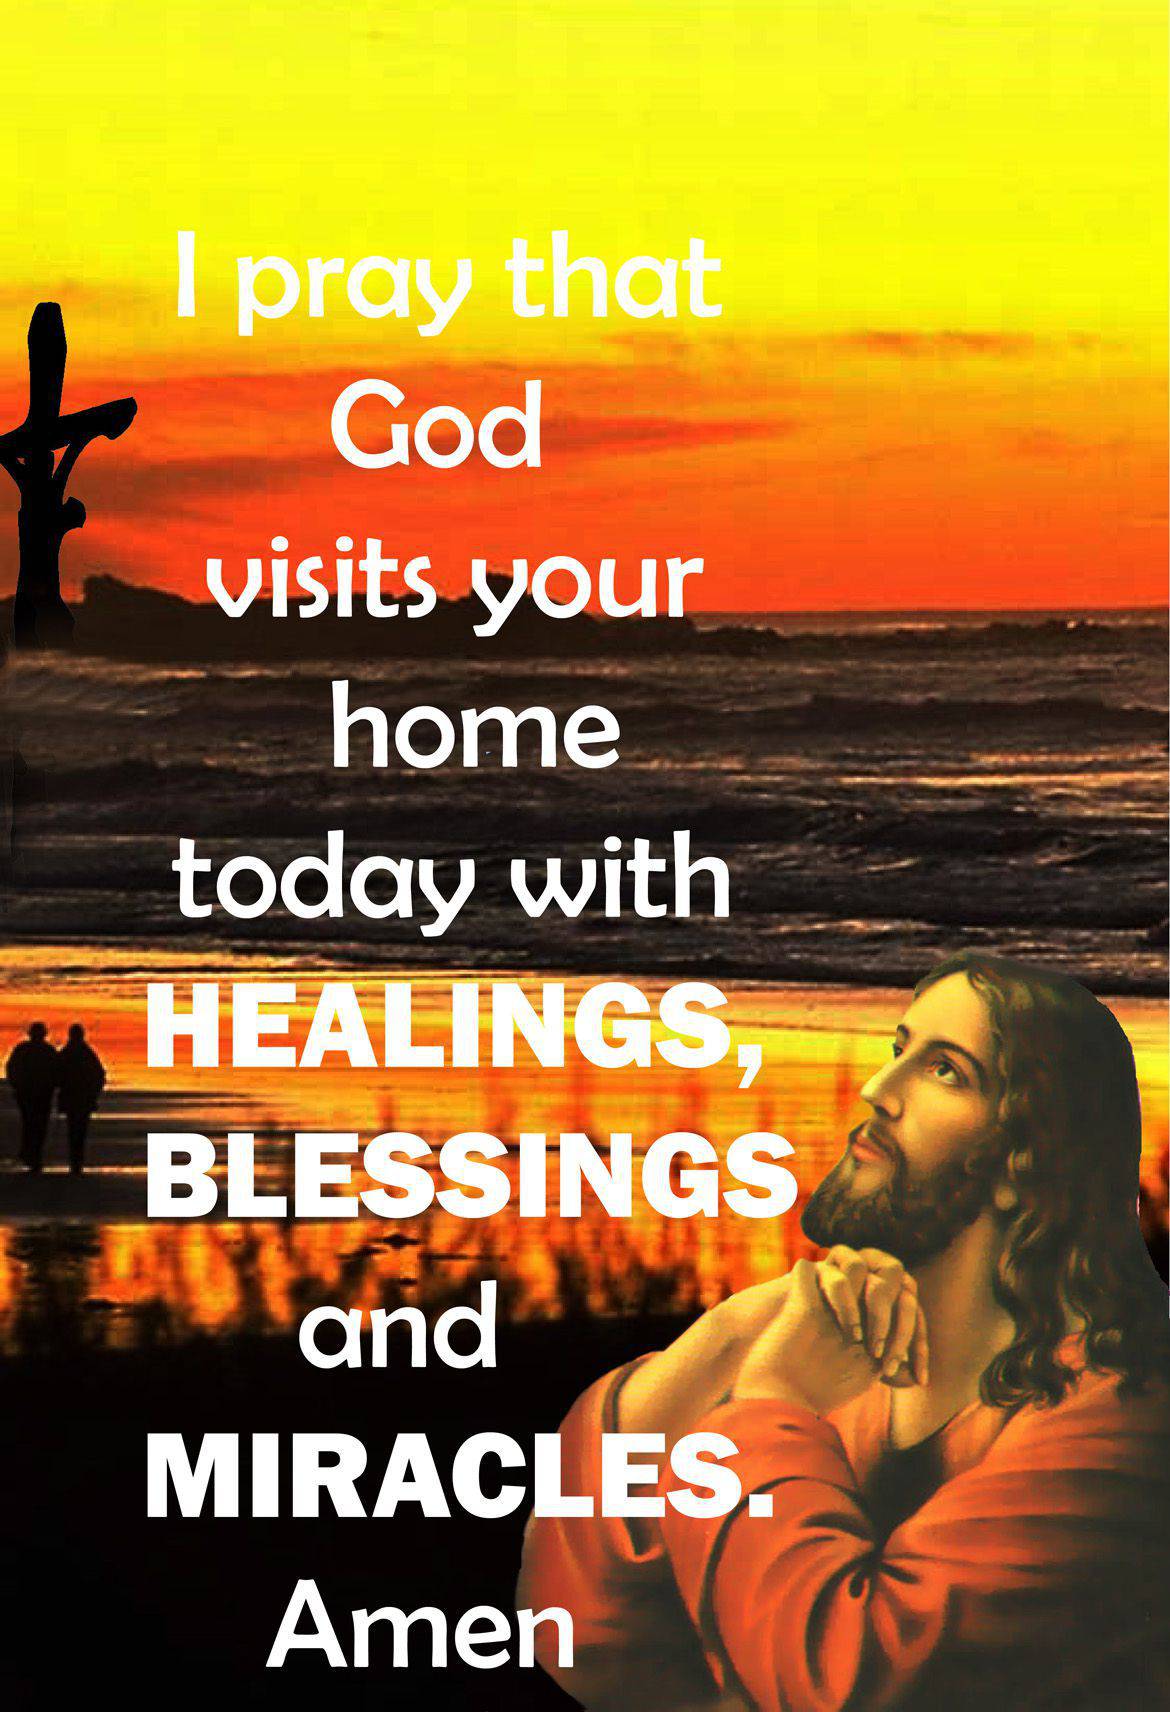 I pray that
God
visits your
home
today with
HEALINGS,
BLESSINGS
and
MIRACLES.
Amen